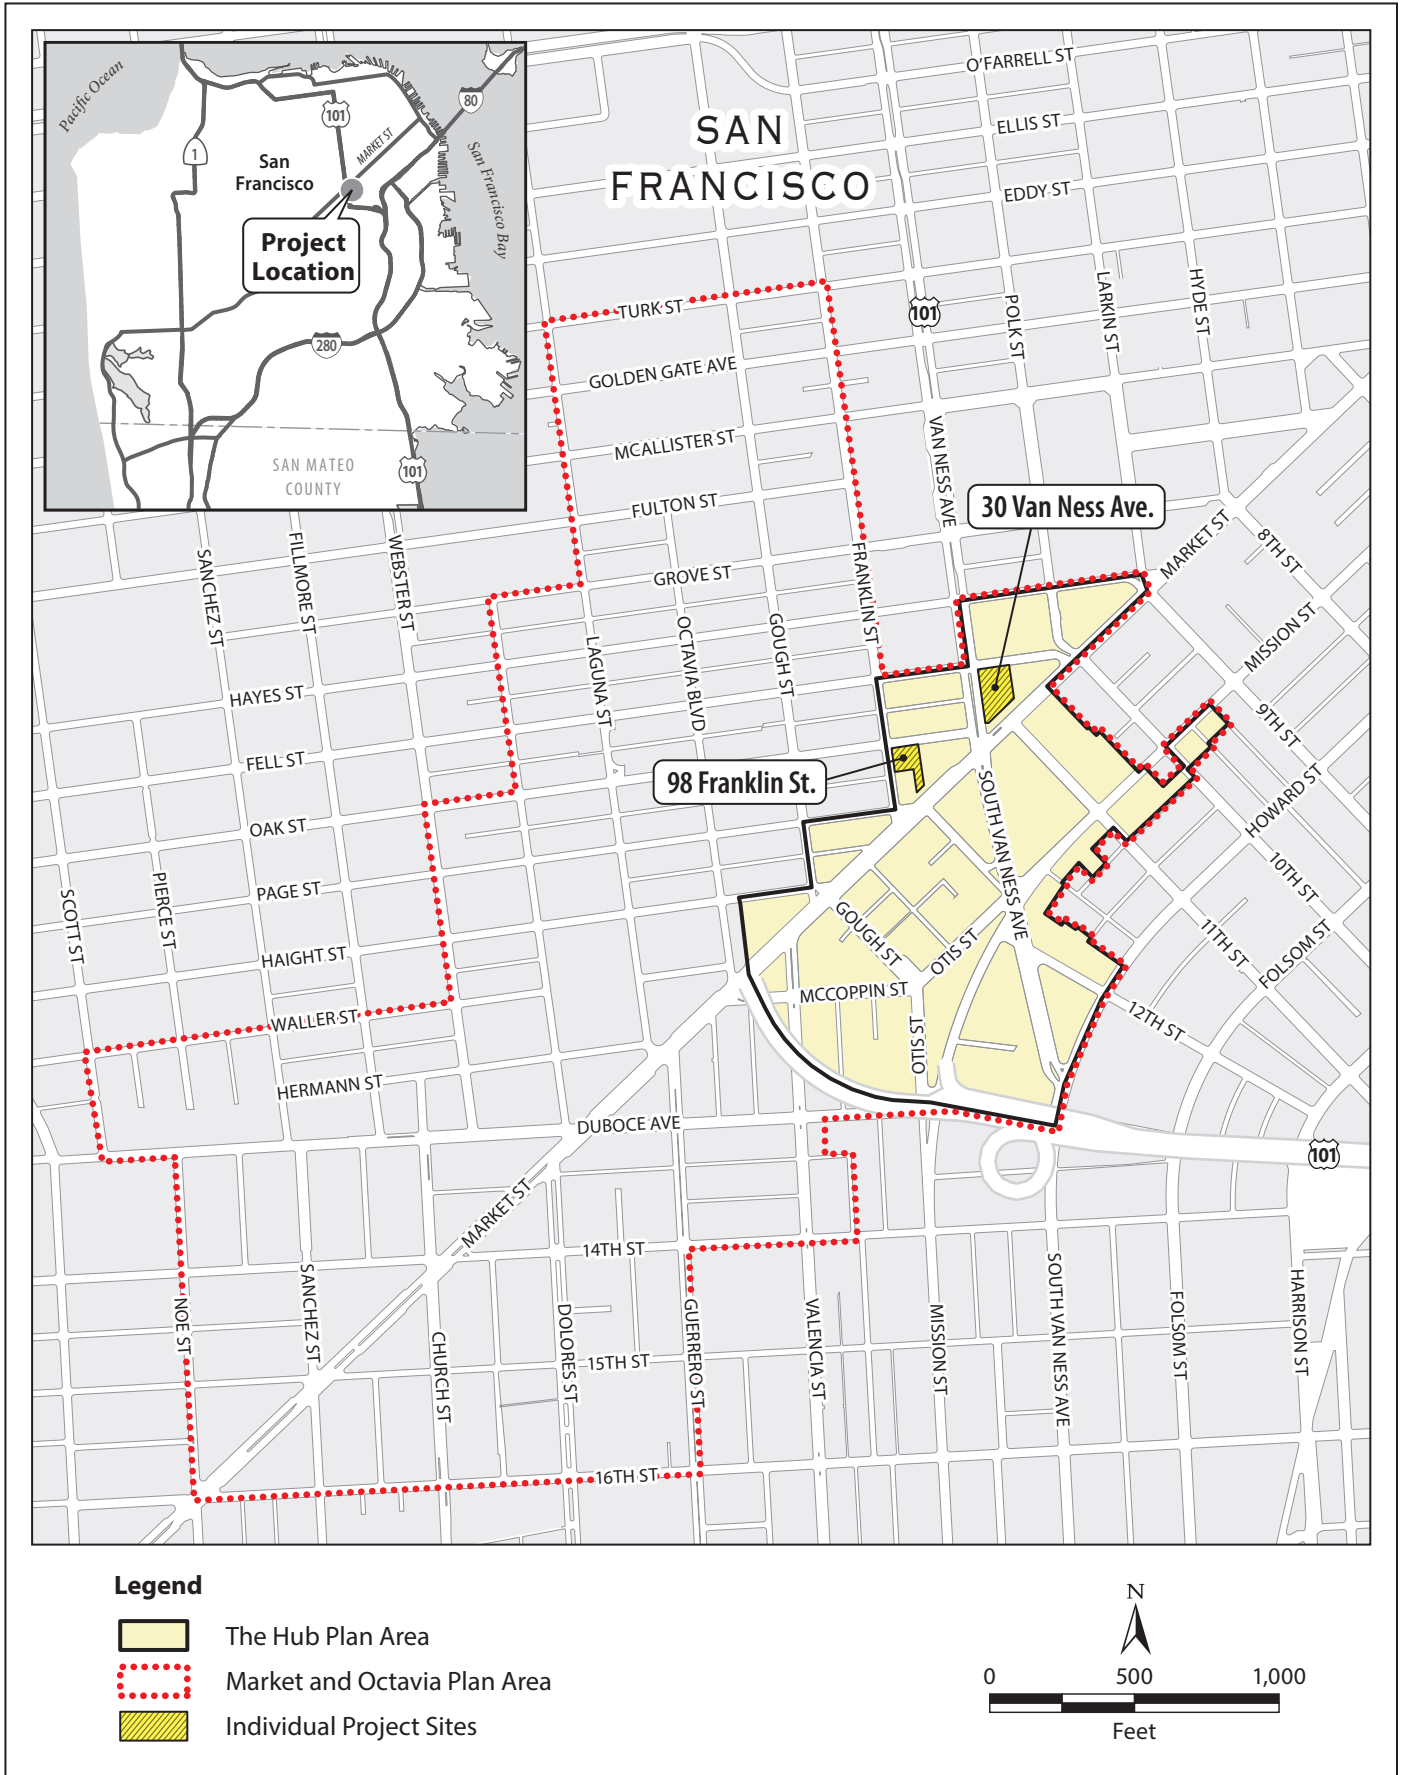 Pacific Ocean
101
80
MARKET ST
1
San
Francisco
San Francisco Bay
Project
Location
280
SAN MATEO
COUNTY
101
SAN
FRANCISCO
O'FARRELL ST
ELLIS ST
EDDY ST
TURK ST
101
POLK ST
LARKIN ST
HYDE ST
GOLDEN GATE AVE
MCALLISTER ST
VAN NESS AVE
FULTON ST
30 Van Ness Ave.
MARKET ST
8TH ST
SANCHEZ ST
FILLMORE ST
WEBSTER ST
GROVE ST
FRANKLIN ST
MISSION ST
LAGUNA ST
OCTAVIA BLVD
GOUGH ST
HAYES ST
9TH ST
FELL ST
98 Franklin St.
SOUTH VAN NESS AVE
HOWARD ST
OAK ST
10TH ST
SCOTT ST
PIERCE ST
PAGE ST
GOUGH ST
OTIS ST
11TH ST
FOLSOM ST
HAIGHT ST
MCCOPPIN ST
WALLER ST
OTIS ST
12TH ST
HERMANN ST
DUBOCE AVE
101
MARKET ST
14TH ST
NOE ST
SANCHEZ ST
CHURCH ST
DOLORES ST
GUERRERO ST
VALENCIA ST
MISSION ST
SOUTH VAN NESS AVE
FOLSOM ST
HARRISON ST
15TH ST
16TH ST
Legend
The Hub Plan Area
Market and Octavia Plan Area
Individual Project Sites
N
0 500 1,000
Feet